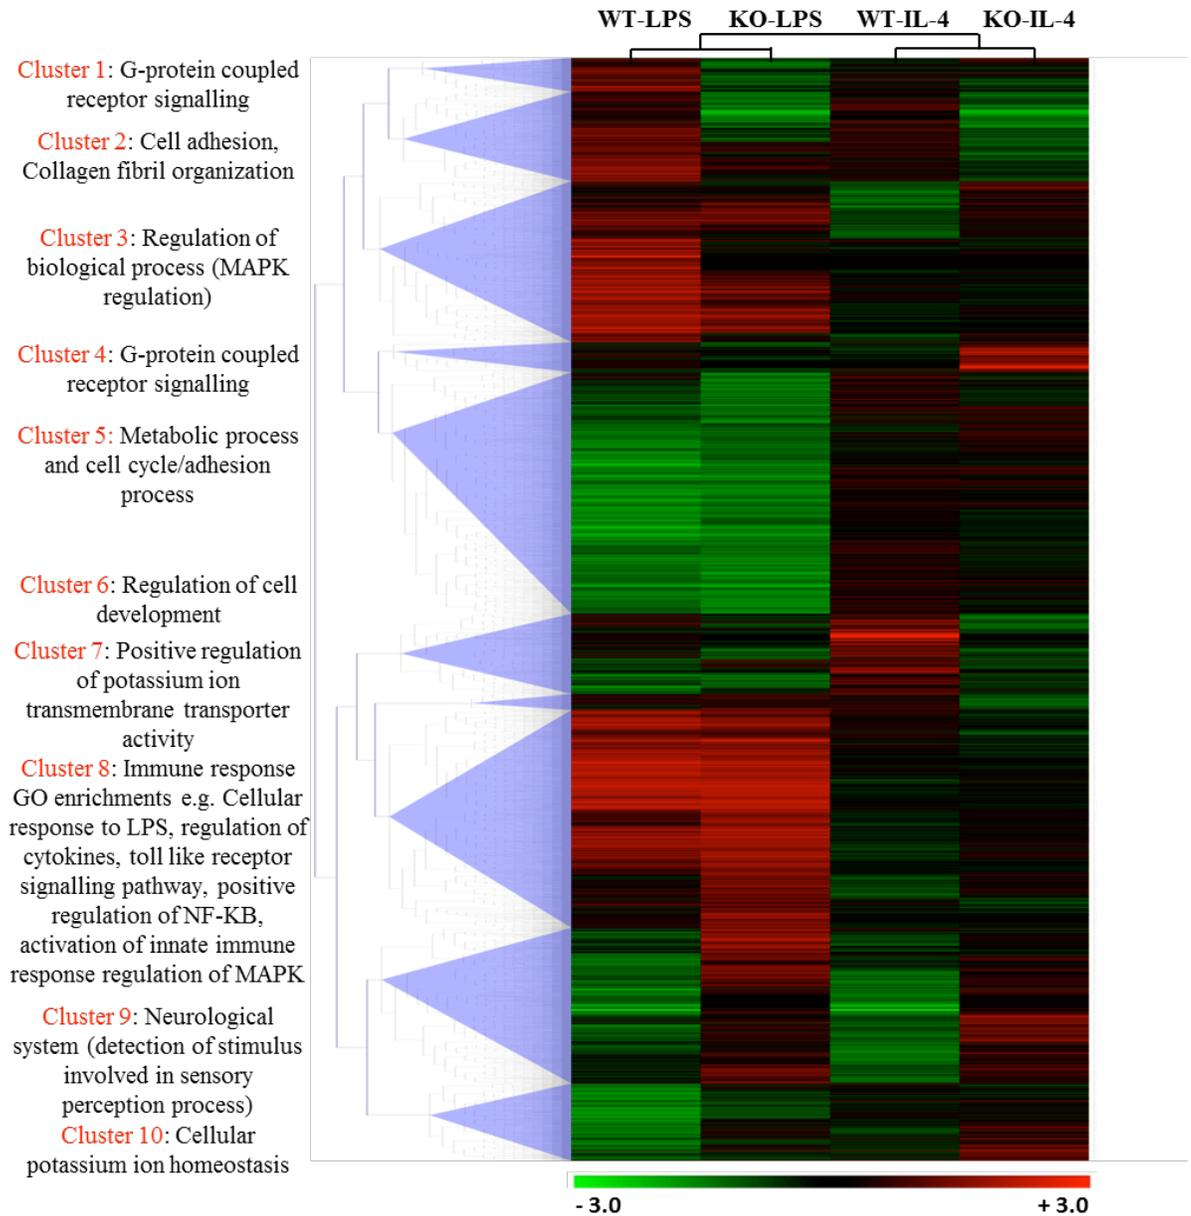 WT-LPS KO-LPS WT-IL-4 KO-IL-4
Cluster 1: G-protein coupled
receptor signalling
Cluster 2: Cell adhesion,
Collagen fibril organization
Cluster 3: Regulation of
biological process (MAPK
regulation)
Cluster 4: G-protein coupled
receptor signalling
Cluster 5: Metabolic process
and cell cycle/adhesion
process
Cluster 6: Regulation of cell
development
Cluster 7: Positive regulation
of potassium ion
transmembrane transporter
activity
Cluster 8: Immune response
GO enrichments e.g. Cellular
response to LPS, regulation of
cytokines, toll like receptor
signalling pathway, positive
regulation of NF-KB,
activation of innate immune
response regulation of MAPK
Cluster 9: Neurological
system (detection of stimulus
involved in sensory
perception process)
Cluster 10: Cellular
potassium ion homeostasis
- 3.0 + 3.0